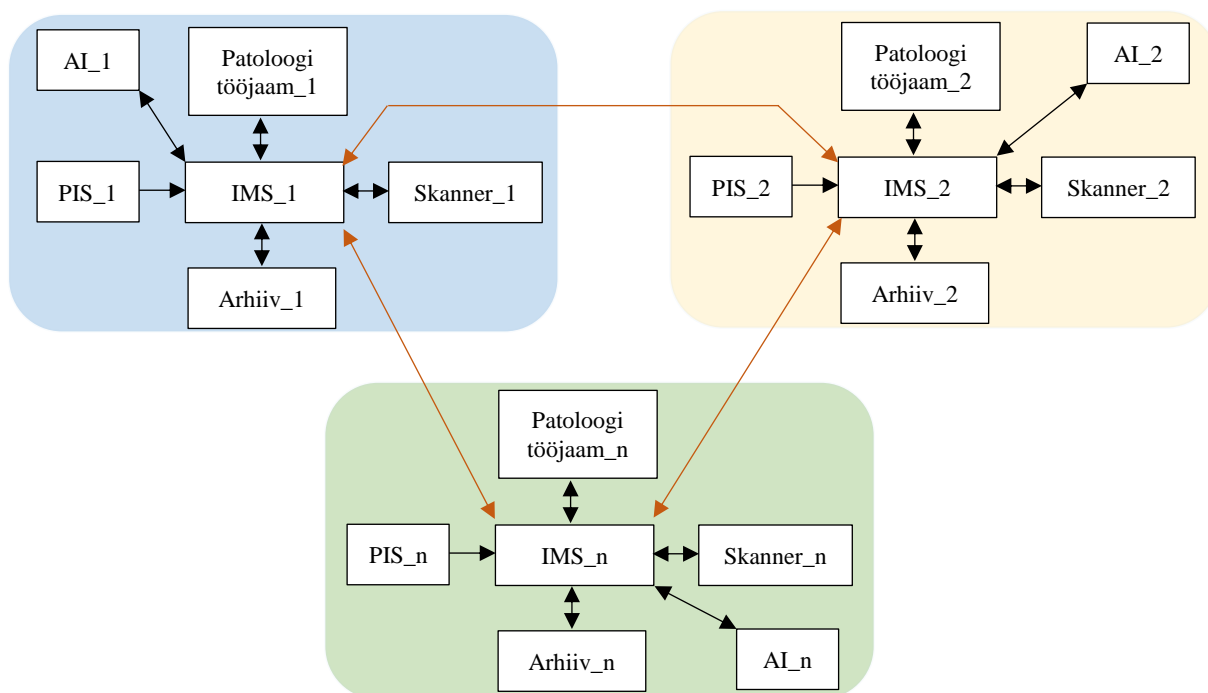 AI_1
Patoloogi
tööjaam_1
PIS_1
IMS_1
Skanner_1
Arhiiv_1
Patoloogi
tööjaam_2
AI_2
PIS_2
IMS_2
Skanner_2
Arhiiv_2
Patoloogi
tööjaam_n
PIS_n
IMS_n
Skanner_n
Arhiiv_n
AI_n